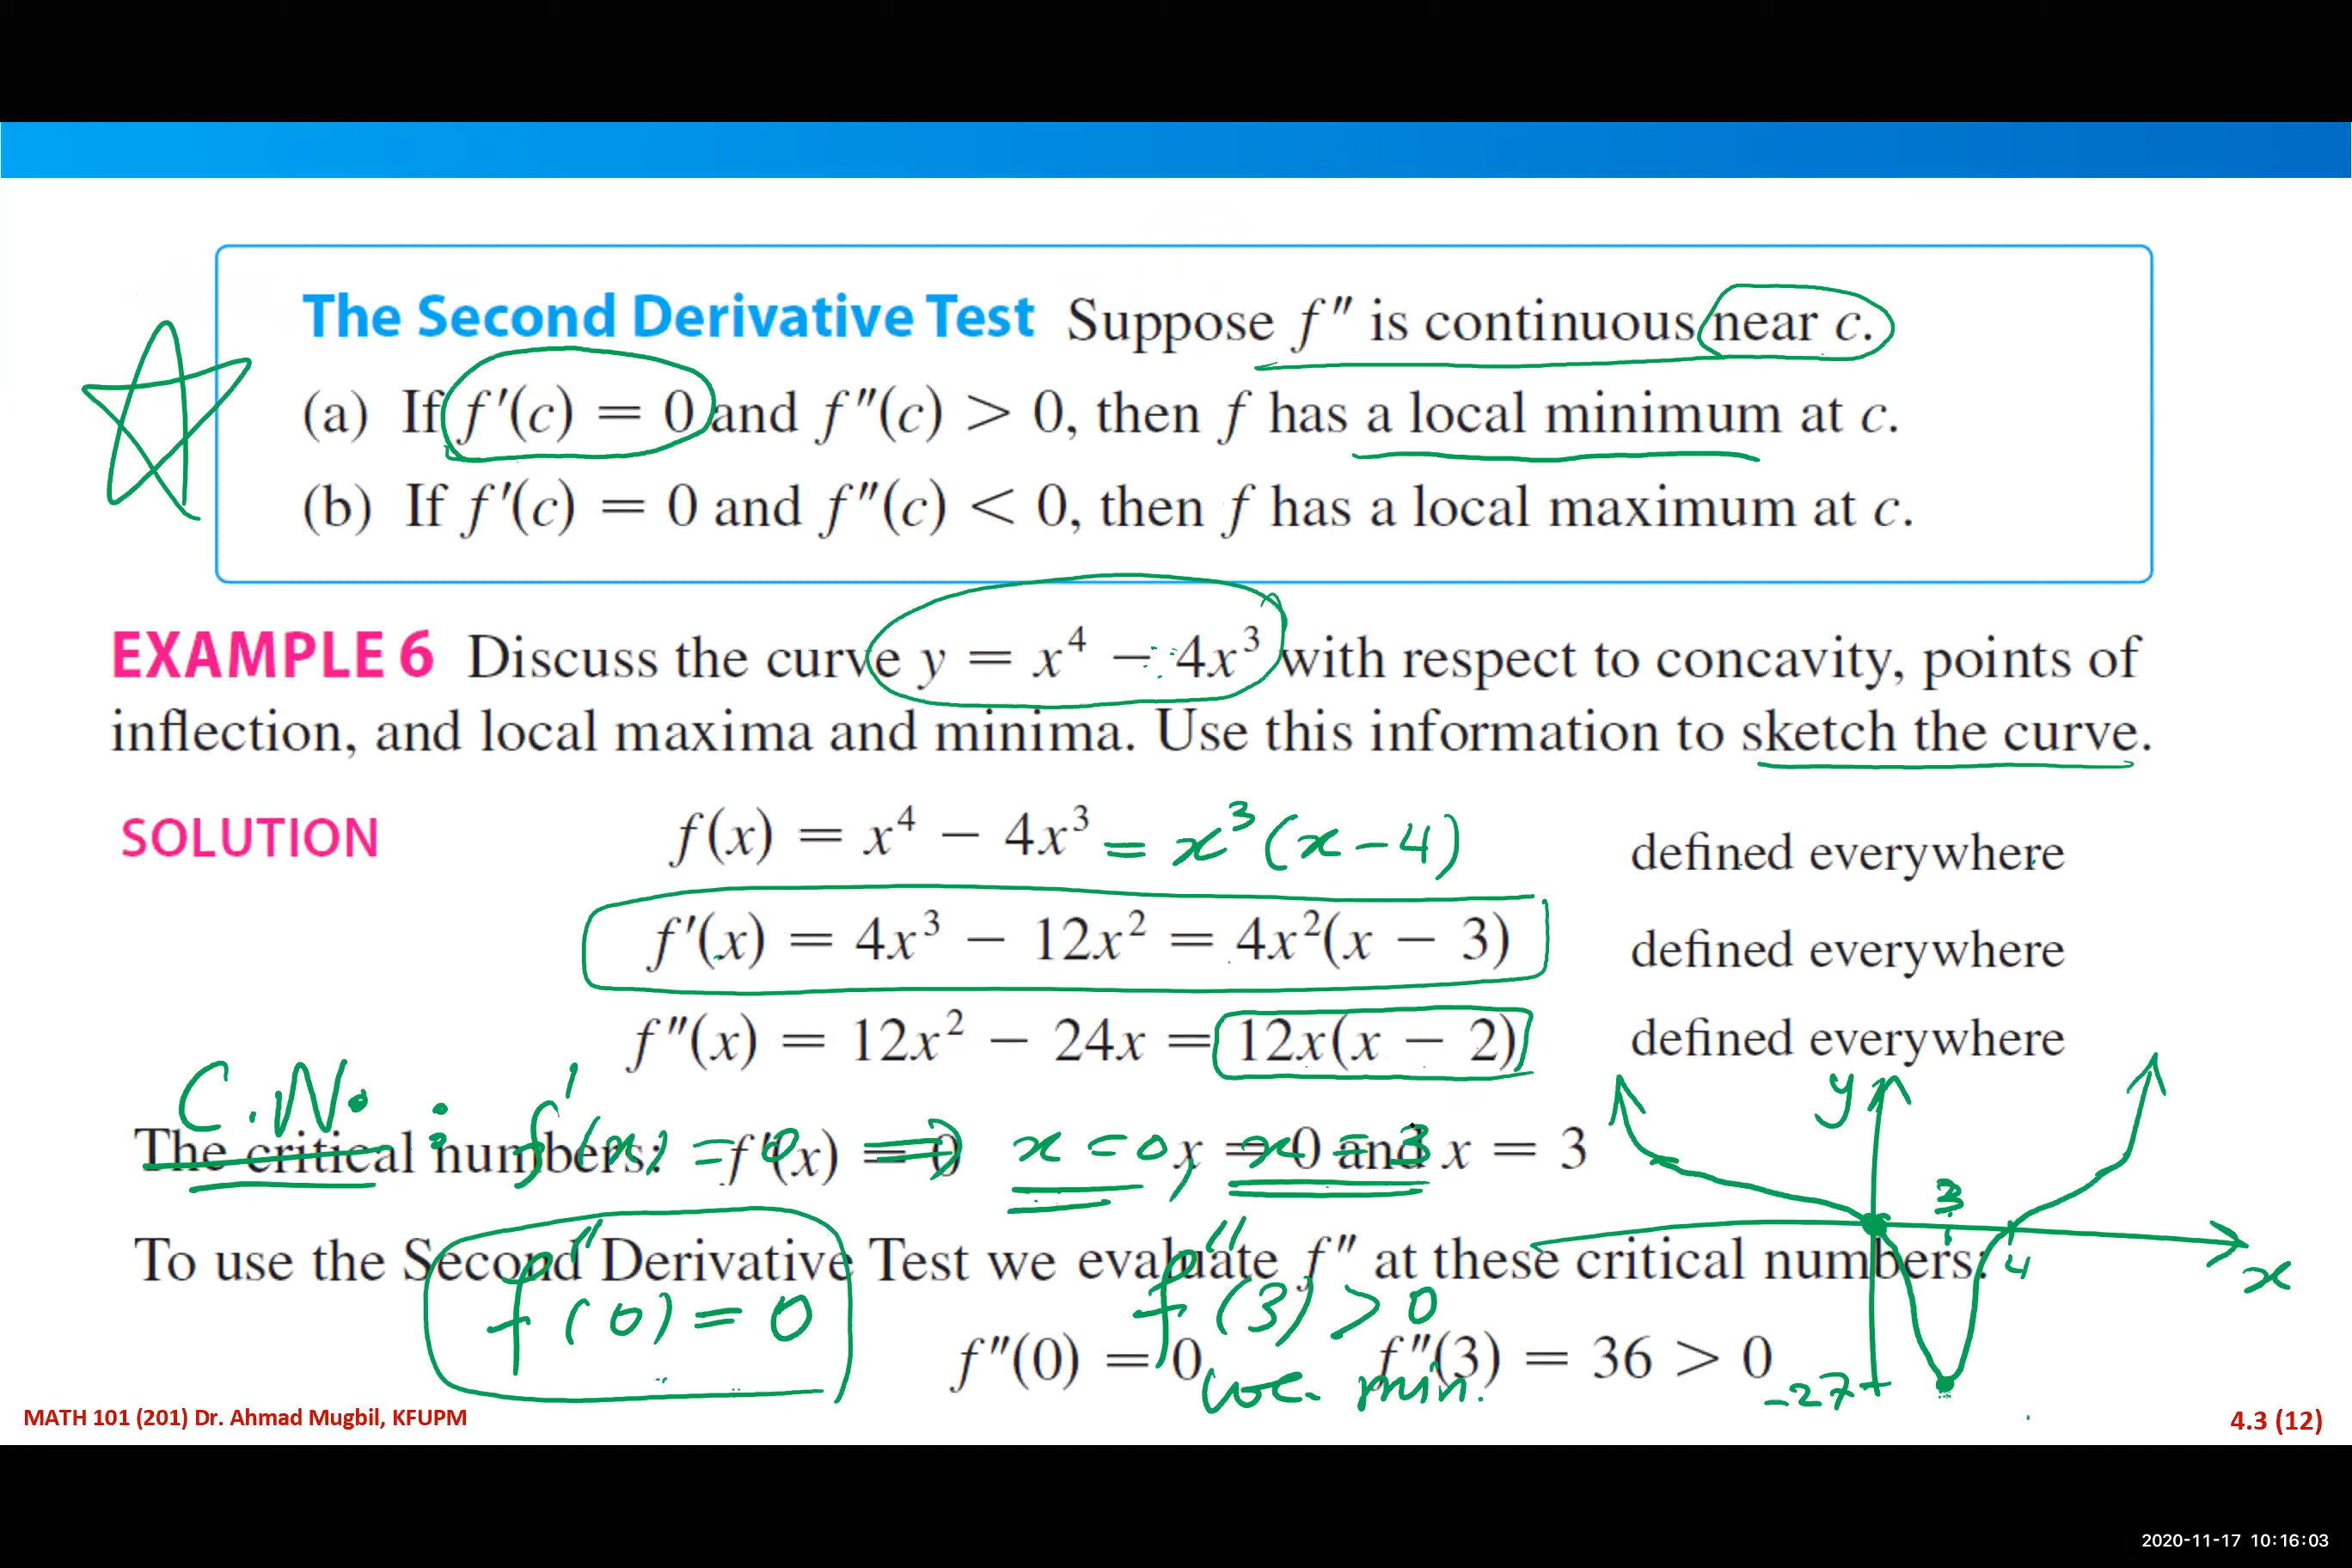 The Second Derivative Test Suppose f″ is continuous near c.
(a) If f′(c) = 0 and f″(c) > 0, then f has a local minimum at c.
(b) If f′(c) = 0 and f″(c) < 0, then f has a local maximum at c.
EXAMPLE 6 Discuss the curve y = x⁴ − 4x³ with respect to concavity, points of
inflection, and local maxima and minima. Use this information to sketch the curve.
SOLUTION f(x) = x⁴ − 4x³ = x³(x − 4) defined everywhere
f′(x) = 4x³ − 12x² = 4x²(x − 3) defined everywhere
f″(x) = 12x² − 24x = 12x(x − 2) defined everywhere
C.N. : f′(x) = 0 x = 0, x = 3
The critical numbers: f′(x) = 0 x = 0 and x = 3
To use the Second Derivative Test we evaluate f″ at these critical numbers:
f″(0) = 0 f″(3) > 0
f″(0) = 0 f″(3) = 36 > 0
loc. min.
y
3
4
x
-27
MATH 101 (201) Dr. Ahmad Mugbil, KFUPM 4.3 (12)
2020-11-17 10:16:03